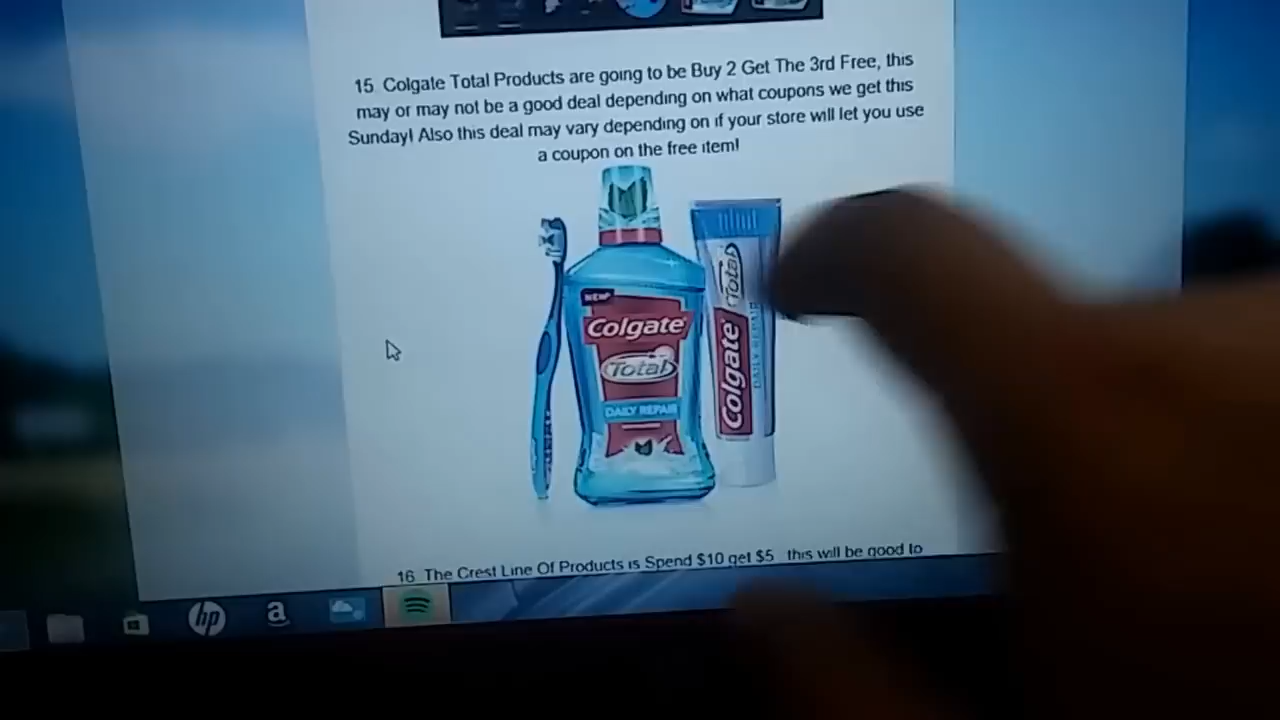 15 Colgate Total Products are going to be Buy 2 Get The 3rd Free, this
may or may not be a good deal depending on what coupons we get this
Sunday! Also this deal may vary depending on if your store will let you use
a coupon on the free item!
NEW
Colgate
Total
DAILY REPAIR
Colgate Total
DAILY REPAIR
16 The Crest Line Of Products is Spend $10 get $5 this will be good to
hp
a